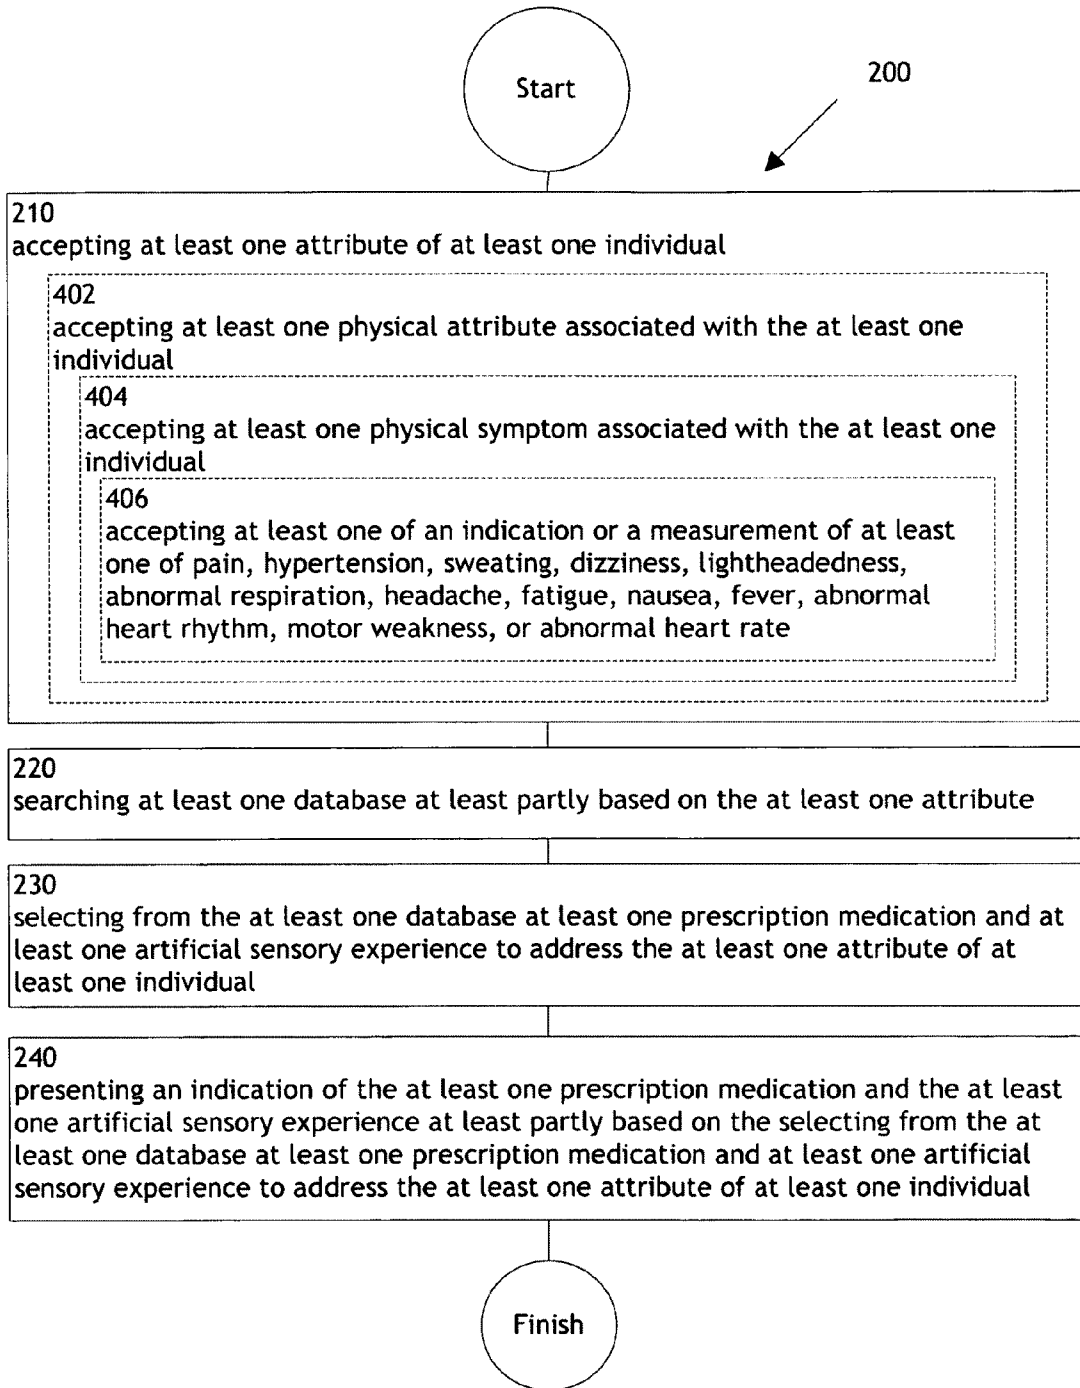 Start
200
210
accepting at least one attribute of at least one individual
402
accepting at least one physical attribute associated with the at least one
individual
404
accepting at least one physical symptom associated with the at least one
individual
406
accepting at least one of an indication or a measurement of at least
one of pain, hypertension, sweating, dizziness, lightheadedness,
abnormal respiration, headache, fatigue, nausea, fever, abnormal
heart rhythm, motor weakness, or abnormal heart rate
220
searching at least one database at least partly based on the at least one attribute
230
selecting from the at least one database at least one prescription medication and at
least one artificial sensory experience to address the at least one attribute of at
least one individual
240
presenting an indication of the at least one prescription medication and the at least
one artificial sensory experience at least partly based on the selecting from the at
least one database at least one prescription medication and at least one artificial
sensory experience to address the at least one attribute of at least one individual
Finish